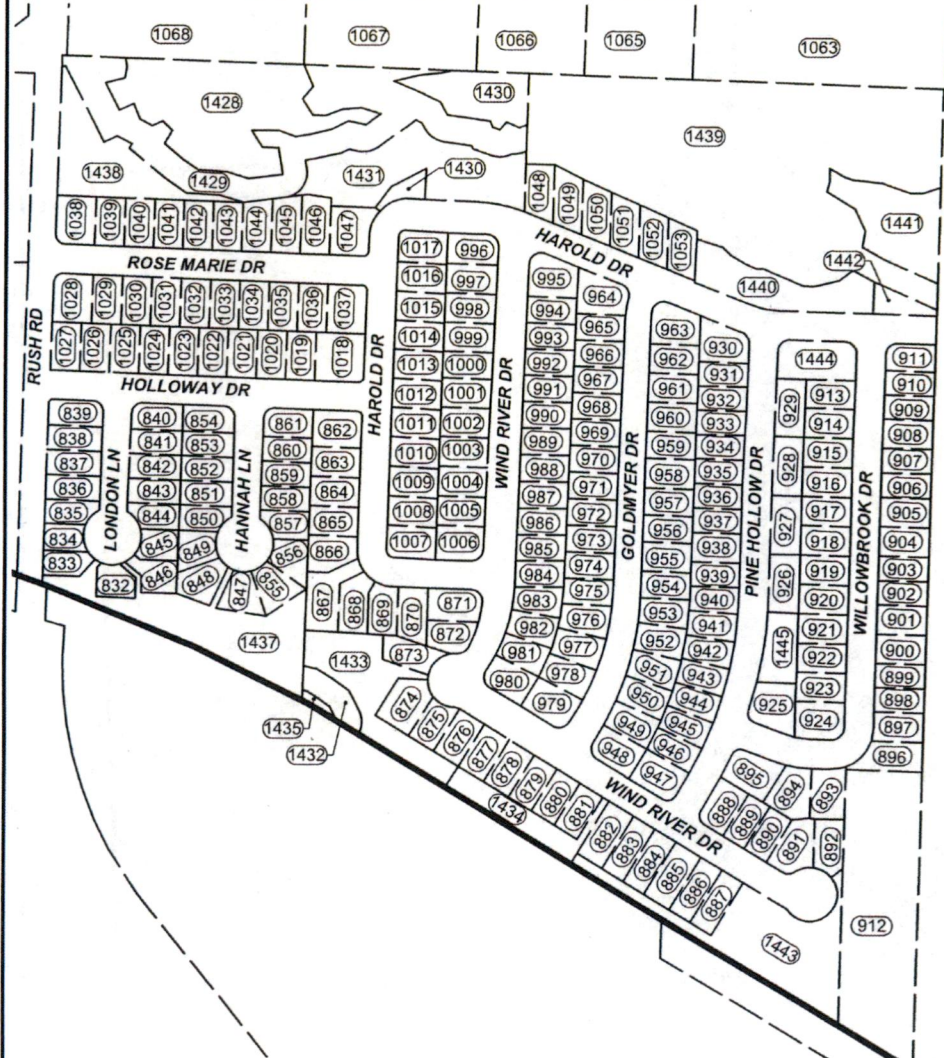 1068 1067 1066 1065 1063
1428 1430 1439
1438 1429 1431 1430 1441
1442 1440
1038 1039 1040 1041 1042 1043 1044 1045 1046 1047
1048 1049 1050 1051 1052 1053
ROSE MARIE DR
HAROLD DR
1028 1029 1030 1031 1032 1033 1034 1035 1036 1037
1027 1026 1025 1024 1023 1022 1021 1020 1019 1018
RUSH RD
HOLLOWAY DR
839 840 854 861 862
838 841 853 860 863
837 842 852 859 864
836 843 851 858 865
835 844 850 857 866
834 845 849 856
833 832 846 848 847 855
LONDON LN
HANNAH LN
HAROLD DR
1017 996
1016 997
1015 998
1014 999
1013 1000
1012 1001
1011 1002
1010 1003
1009 1004
1008 1005
1007 1006
WIND RIVER DR
867 868 869 870 871
872
873
1437 1433
1435 1432
995 964
994 965
993 966
992 967
991 968
990 969
989 970
988 971
987 972
986 973
985 974
984 975
983 976
982 977
981 978
980 979
GOLDMYER DR
963 930
962 931
961 932
960 933
959 934
958 935
957 936
956 937
955 938
954 939
953 940
952 941
951 942
950 943
949 944
948 945
947 946
PINE HOLLOW DR
1444
929 913
914
928 915
916
927 917
918
926 919
920
1445 921
922
925 923
924
WILLOWBROOK DR
911
910
909
908
907
906
905
904
903
902
901
900
899
898
897
896
874 875 876 877 878 879 880 881
1434
882 883 884 885 886 887
WIND RIVER DR
895 894 893
888 889 890 891 892
912
1443